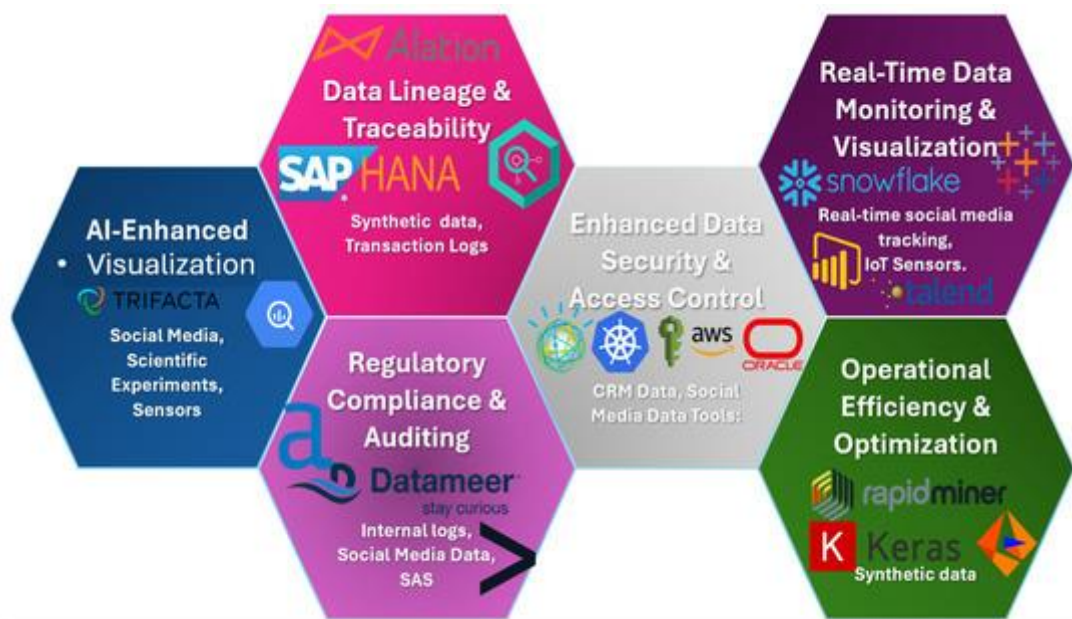 AI-Enhanced
• Visualization
TRIFACTA
Social Media,
Scientific
Experiments,
Sensors
Alation
Data Lineage &
Traceability
SAP HANA
Synthetic data,
Transaction Logs
Regulatory
Compliance &
Auditing
a
Datameer
stay curious
Internal logs,
Social Media Data,
SAS
>
Enhanced Data
Security &
Access Control
aws
ORACLE
CRM Data, Social
Media Data Tools:
Real-Time Data
Monitoring &
Visualization
snowflake
Real-time social media
tracking,
IoT Sensors.
talend
Operational
Efficiency &
Optimization
rapidminer
K Keras
Synthetic data